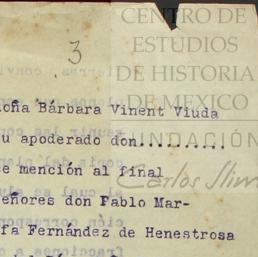 CENTRO DE
ESTUDIOS
DE HISTORIA
DE MEXICO
FUNDACIÓN
Carlos Slim
3
oña Bárbara Vinent Viuda
u apoderado don..........
e mención al final
eñores don Pablo Mar-
fa Fernández de Henestrosa